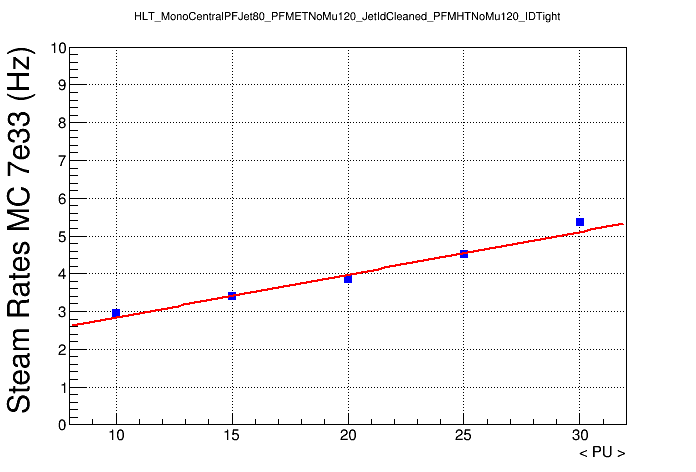 HLT_MonoCentralPFJet80_PFMETNoMu120_JetIdCleaned_PFMHTNoMu120_IDTight
Steam Rates MC 7e33 (Hz)
10
9
8
7
6
5
4
3
2
1
0
10 15 20 25 30
< PU >